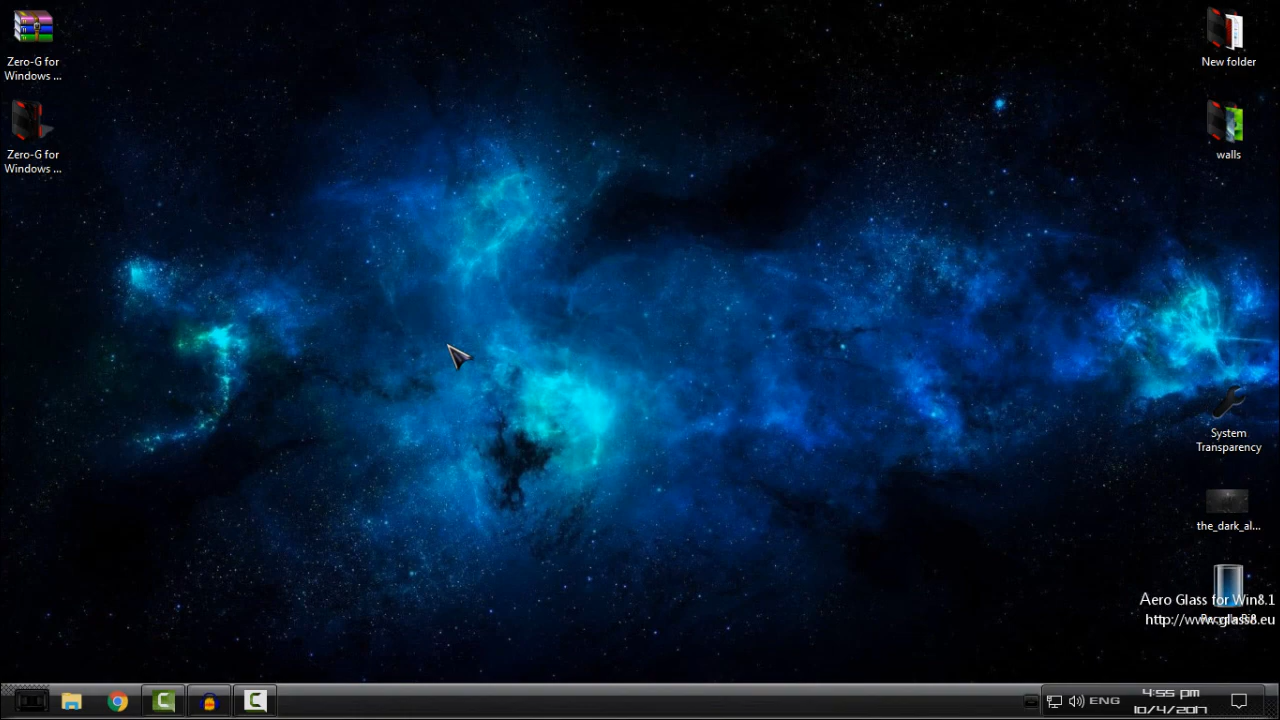 Zero-G for
Windows ...
Zero-G for
Windows ...
New folder
walls
System
Transparency
the_dark_al...
Aero Glass for Win8.1
http://www.glass8.eu
ENG
4:55 pm
10/4/2017